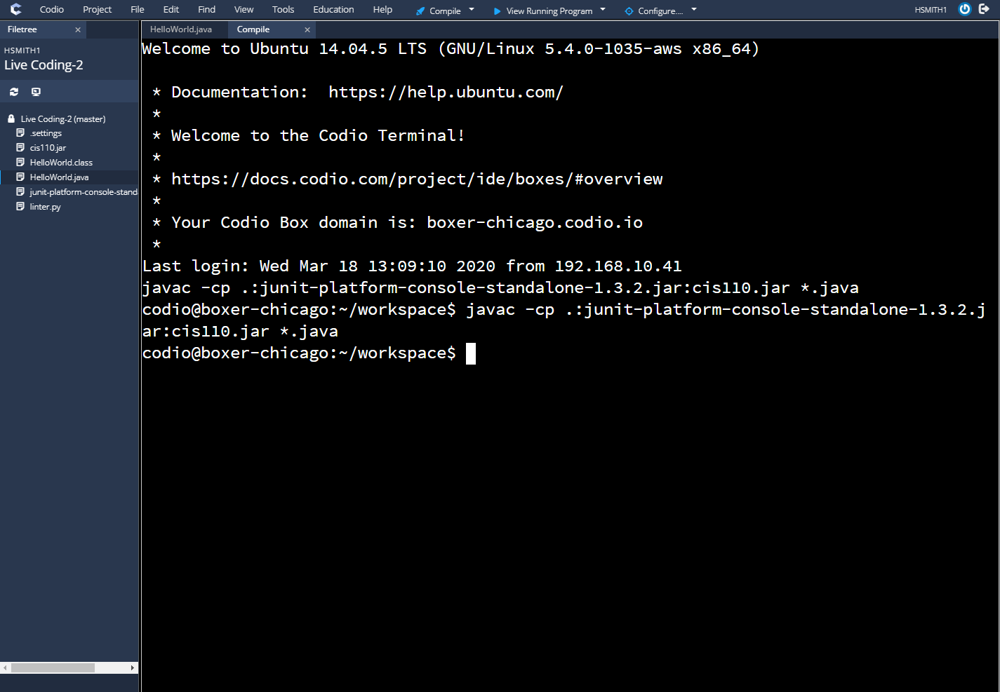 Codio Project File Edit Find View Tools Education Help Compile View Running Program Configure.... HSMITH1
Filetree × HelloWorld.java Compile ×
HSMITH1
Live Coding-2
Live Coding-2 (master)
.settings
cis110.jar
HelloWorld.class
HelloWorld.java
junit-platform-console-stand
linter.py
Welcome to Ubuntu 14.04.5 LTS (GNU/Linux 5.4.0-1035-aws x86_64)
* Documentation:  https://help.ubuntu.com/
*
* Welcome to the Codio Terminal!
*
* https://docs.codio.com/project/ide/boxes/#overview
*
* Your Codio Box domain is: boxer-chicago.codio.io
*
Last login: Wed Mar 18 13:09:10 2020 from 192.168.10.41
javac -cp .:junit-platform-console-standalone-1.3.2.jar:cis110.jar *.java
codio@boxer-chicago:~/workspace$ javac -cp .:junit-platform-console-standalone-1.3.2.j
ar:cis110.jar *.java
codio@boxer-chicago:~/workspace$